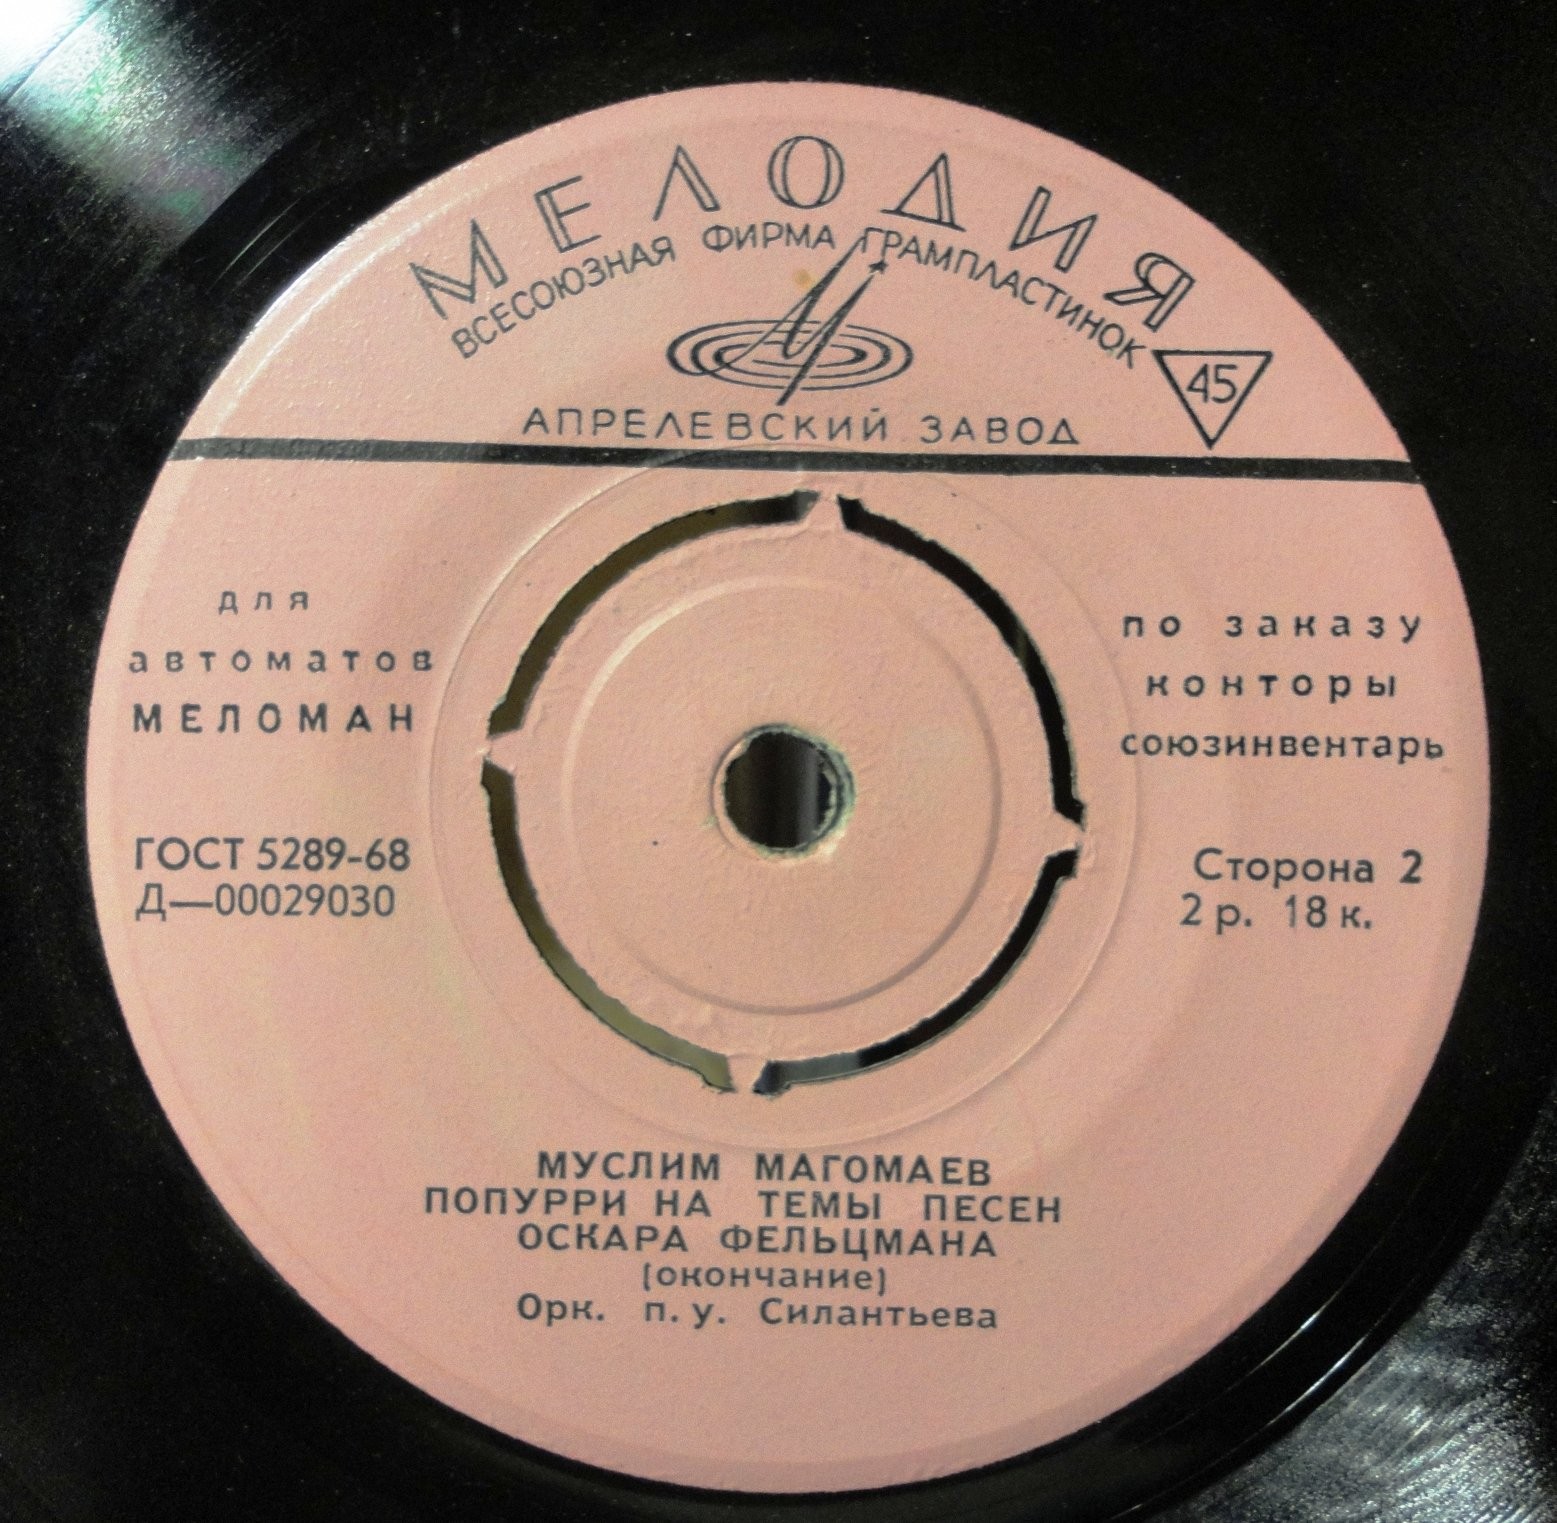 МЕЛОДИЯ
ВСЕСОЮЗНАЯ ФИРМА ГРАМПЛАСТИНОК
45
АПРЕЛЕВСКИЙ ЗАВОД
для
автоматов
МЕЛОМАН
по заказу
конторы
союзинвентарь
ГОСТ 5289-68
Д—00029030
Сторона 2
2 р. 18 к.
МУСЛИМ МАГОМАЕВ
ПОПУРРИ НА ТЕМЫ ПЕСЕН
ОСКАРА ФЕЛЬЦМАНА
(окончание)
Орк. п. у. Силантьева